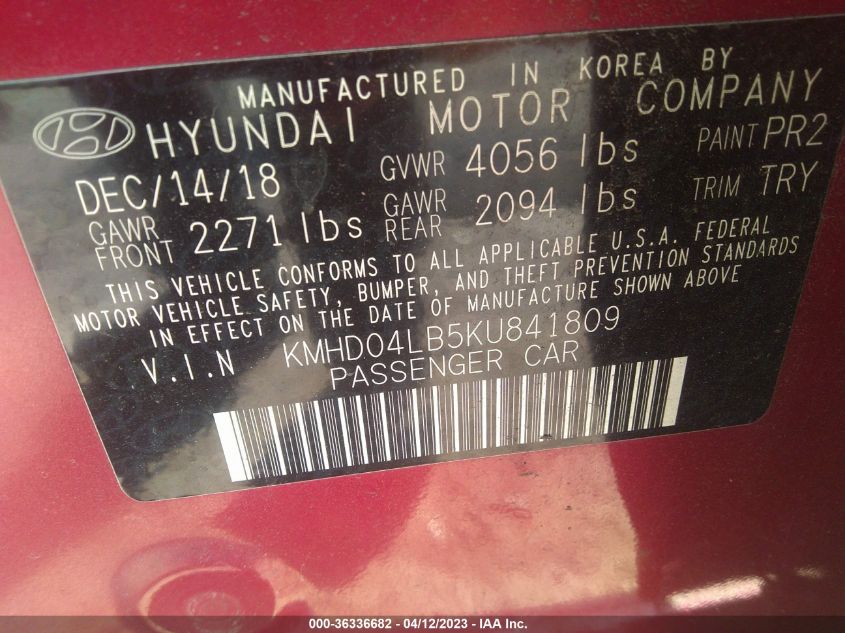 MANUFACTURED IN KOREA BY
HYUNDAI MOTOR COMPANY
DEC/14/18 GVWR 4056 lbs PAINT PR2
GAWR FRONT 2271 lbs GAWR REAR 2094 lbs TRIM TRY
THIS VEHICLE CONFORMS TO ALL APPLICABLE U.S.A. FEDERAL
MOTOR VEHICLE SAFETY, BUMPER, AND THEFT PREVENTION STANDARDS
IN EFFECT ON THE DATE OF MANUFACTURE SHOWN ABOVE
V.I.N KMHD04LB5KU841809
PASSENGER CAR
000-36336682 - 04/12/2023 - IAA Inc.